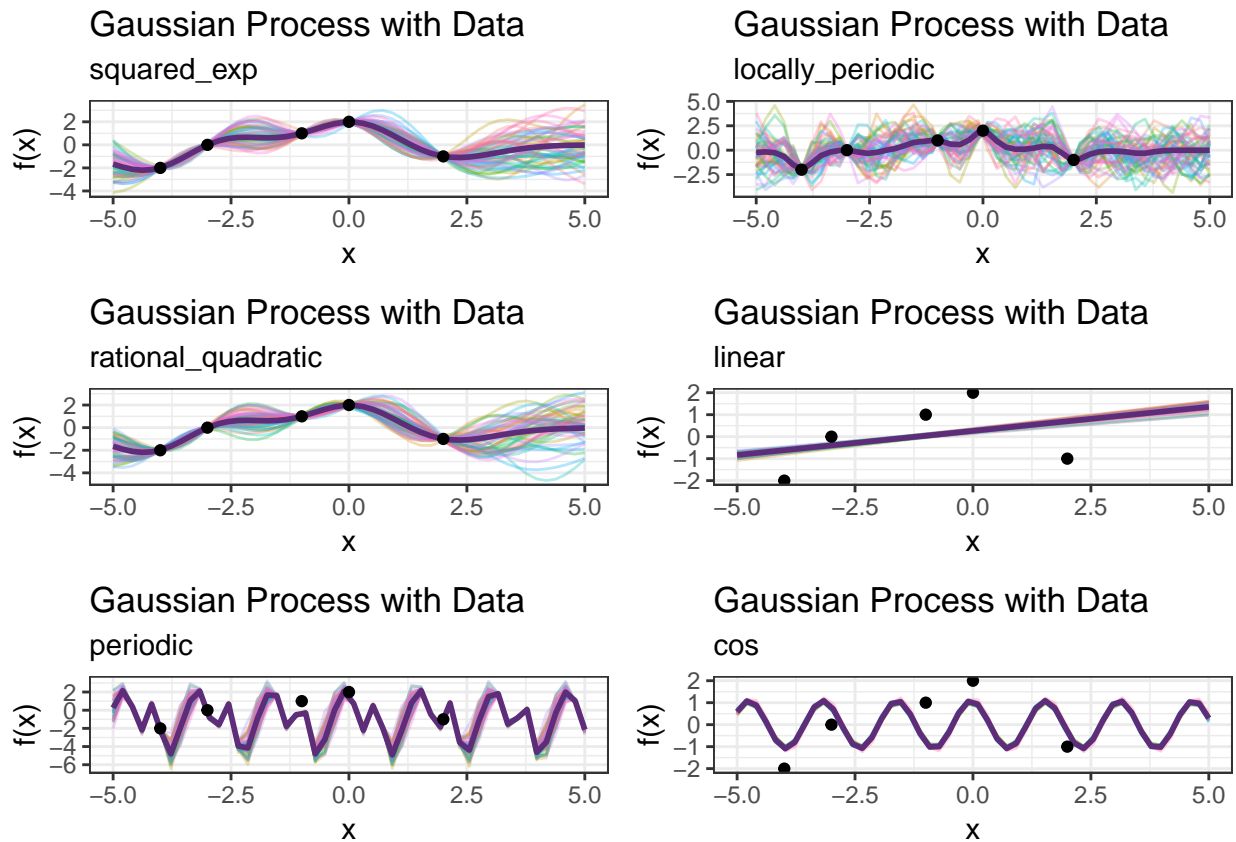 Gaussian Process with Data
squared_exp
f(x)
2
0
−2
−4
−5.0 −2.5 0.0 2.5 5.0
x
Gaussian Process with Data
locally_periodic
f(x)
5.0
2.5
0.0
−2.5
−5.0 −2.5 0.0 2.5 5.0
x
Gaussian Process with Data
rational_quadratic
f(x)
2
0
−2
−4
−5.0 −2.5 0.0 2.5 5.0
x
Gaussian Process with Data
linear
f(x)
2
1
0
−1
−2
−5.0 −2.5 0.0 2.5 5.0
x
Gaussian Process with Data
periodic
f(x)
2
0
−2
−4
−6
−5.0 −2.5 0.0 2.5 5.0
x
Gaussian Process with Data
cos
f(x)
2
1
0
−1
−2
−5.0 −2.5 0.0 2.5 5.0
x